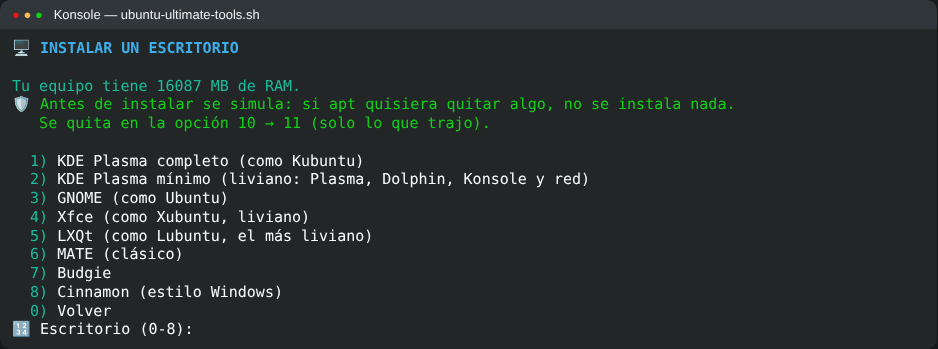 Konsole — ubuntu-ultimate-tools.sh
🖥️ INSTALAR UN ESCRITORIO
Tu equipo tiene 16087 MB de RAM.
🛡️ Antes de instalar se simula: si apt quisiera quitar algo, no se instala nada.
Se quita en la opción 10 → 11 (solo lo que trajo).
1) KDE Plasma completo (como Kubuntu)
2) KDE Plasma mínimo (liviano: Plasma, Dolphin, Konsole y red)
3) GNOME (como Ubuntu)
4) Xfce (como Xubuntu, liviano)
5) LXQt (como Lubuntu, el más liviano)
6) MATE (clásico)
7) Budgie
8) Cinnamon (estilo Windows)
0) Volver
🔢 Escritorio (0-8):